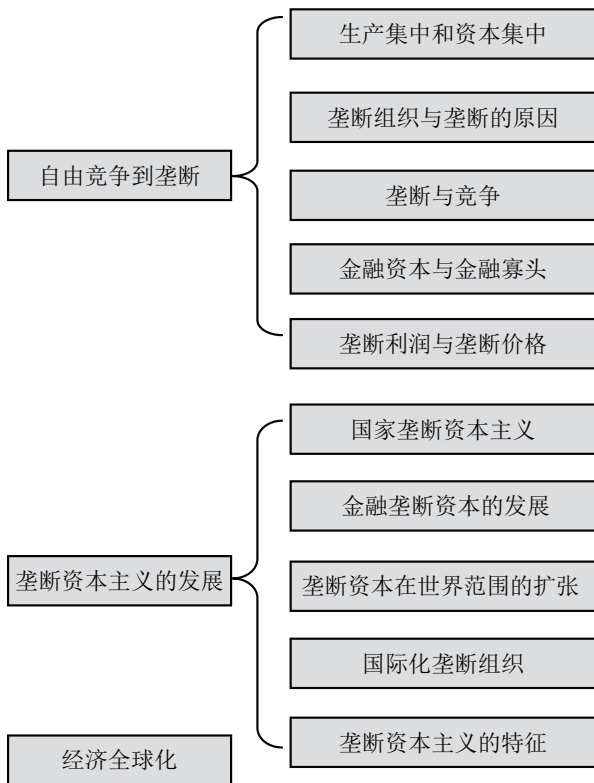 自由竞争到垄断
生产集中和资本集中
垄断组织与垄断的原因
垄断与竞争
金融资本与金融寡头
垄断利润与垄断价格
垄断资本主义的发展
国家垄断资本主义
金融垄断资本的发展
垄断资本在世界范围的扩张
国际化垄断组织
垄断资本主义的特征
经济全球化